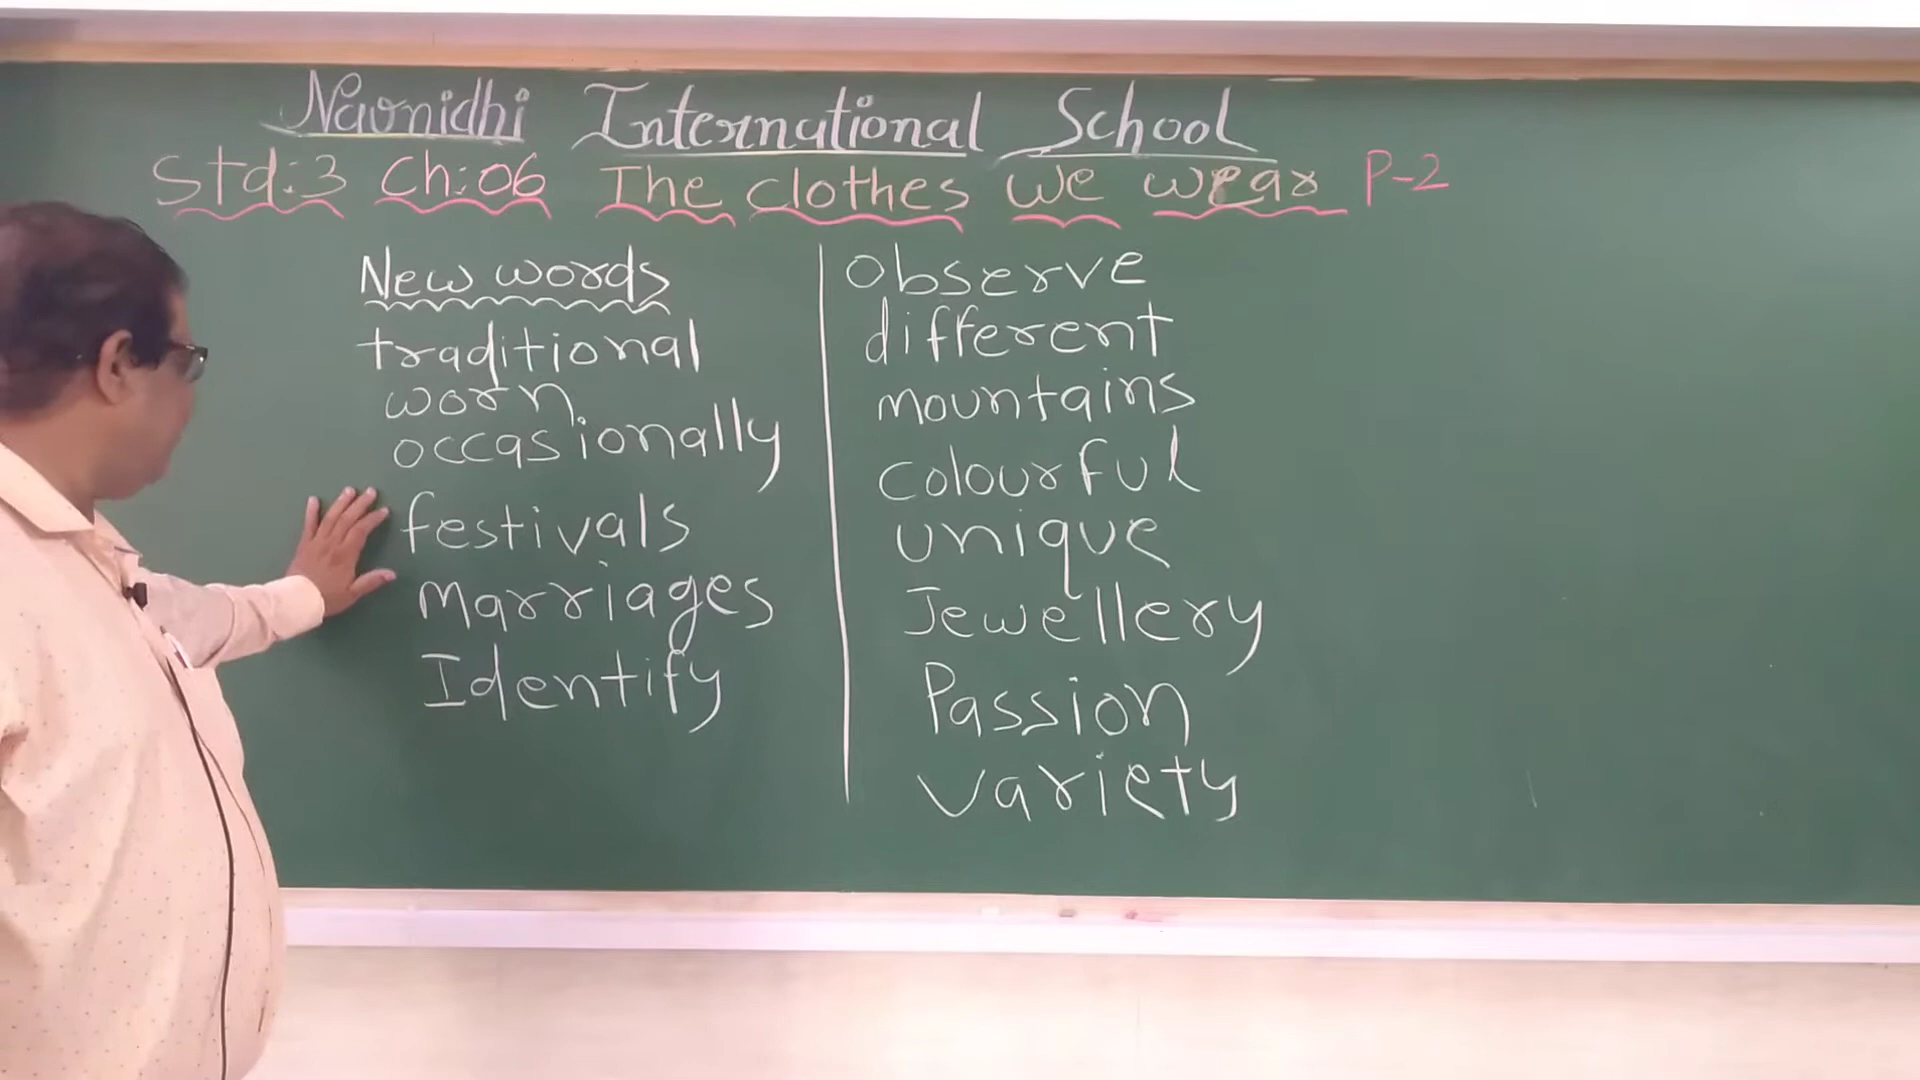 Navnidhi International School
Std:3 Ch:06 The clothes we wear P-2
New words
traditional
worn
occasionally
festivals
Marriages
Identify
Observe
different
mountains
colourful
unique
Jewellery
Passion
variety